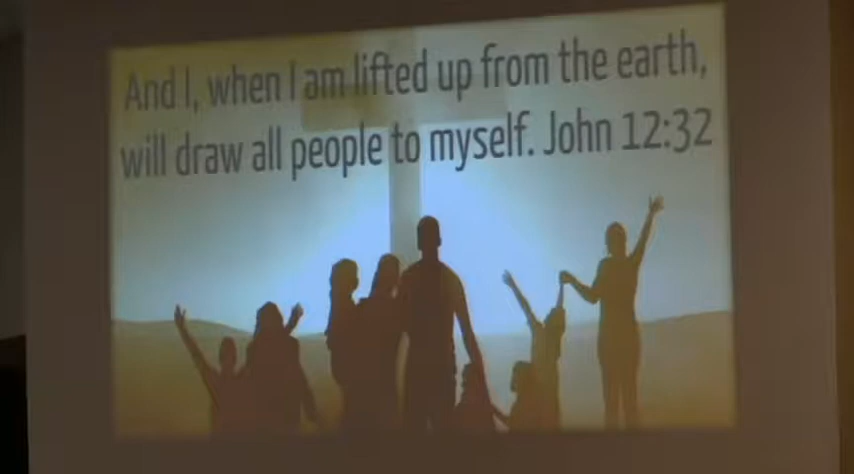 And I, when I am lifted up from the earth,
will draw all people to myself. John 12:32